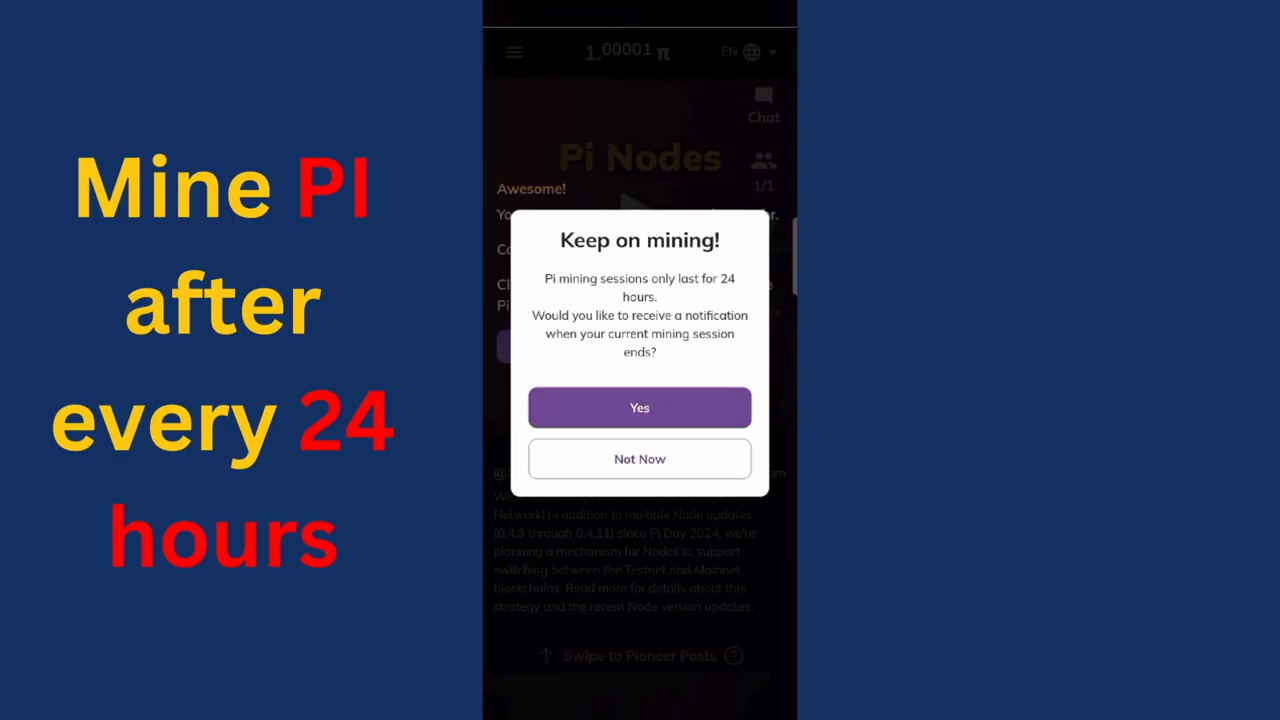 Mine PI
after
every 24
hours
1.00001 π
EN
Chat
Pi Nodes
1/1
Awesome!
Keep on mining!
Pi mining sessions only last for 24
hours.
Would you like to receive a notification
when your current mining session
ends?
Yes
Not Now
Network! In addition to multiple Node updates
(0.4.9 through 0.4.11) since Pi Day 2024, we're
planning a mechanism for Nodes to support
switching between the Testnet and Mainnet
blockchains. Read more for details about this
strategy and the recent Node version updates.
Swipe to Pioneer Posts